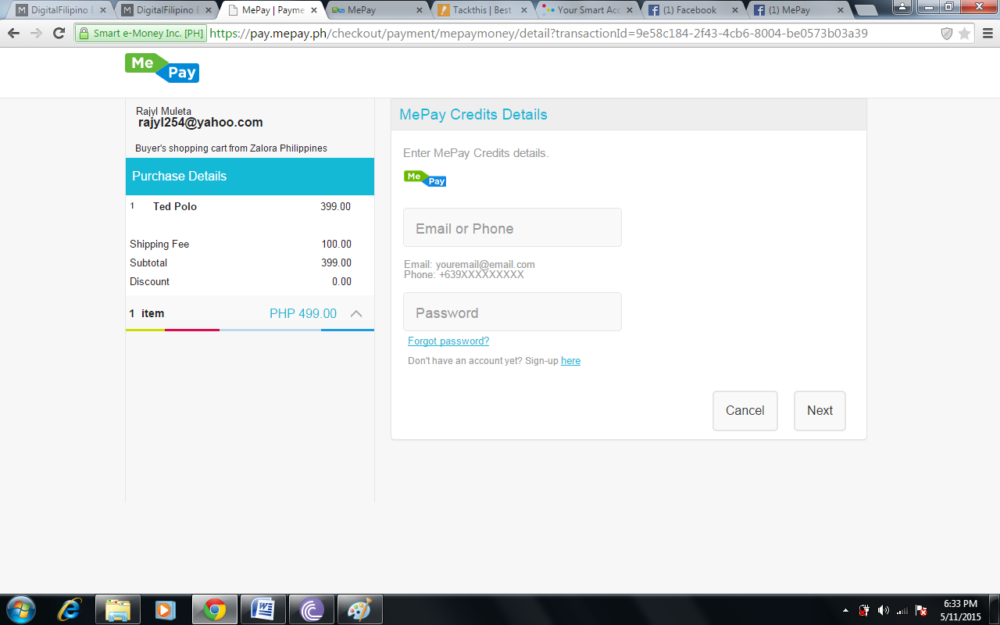 DigitalFilipino E
DigitalFilipino E
MePay | Payme
MePay
Tackthis | Best
Your Smart Acc
(1) Facebook
(1) MePay
Smart e-Money Inc. [PH] https://pay.mepay.ph/checkout/payment/mepaymoney/detail?transactionId=9e58c184-2f43-4cb6-8004-be0573b03a39
Me
Pay
Rajyl Muleta
rajyl254@yahoo.com
Buyer's shopping cart from Zalora Philippines
Purchase Details
1 Ted Polo 399.00
Shipping Fee 100.00
Subtotal 399.00
Discount 0.00
1 item PHP 499.00
MePay Credits Details
Enter MePay Credits details.
Me
Pay
Email or Phone
Email: youremail@email.com
Phone: +639XXXXXXXXX
Password
Forgot password?
Don't have an account yet? Sign-up here
Cancel Next
6:33 PM
5/11/2015